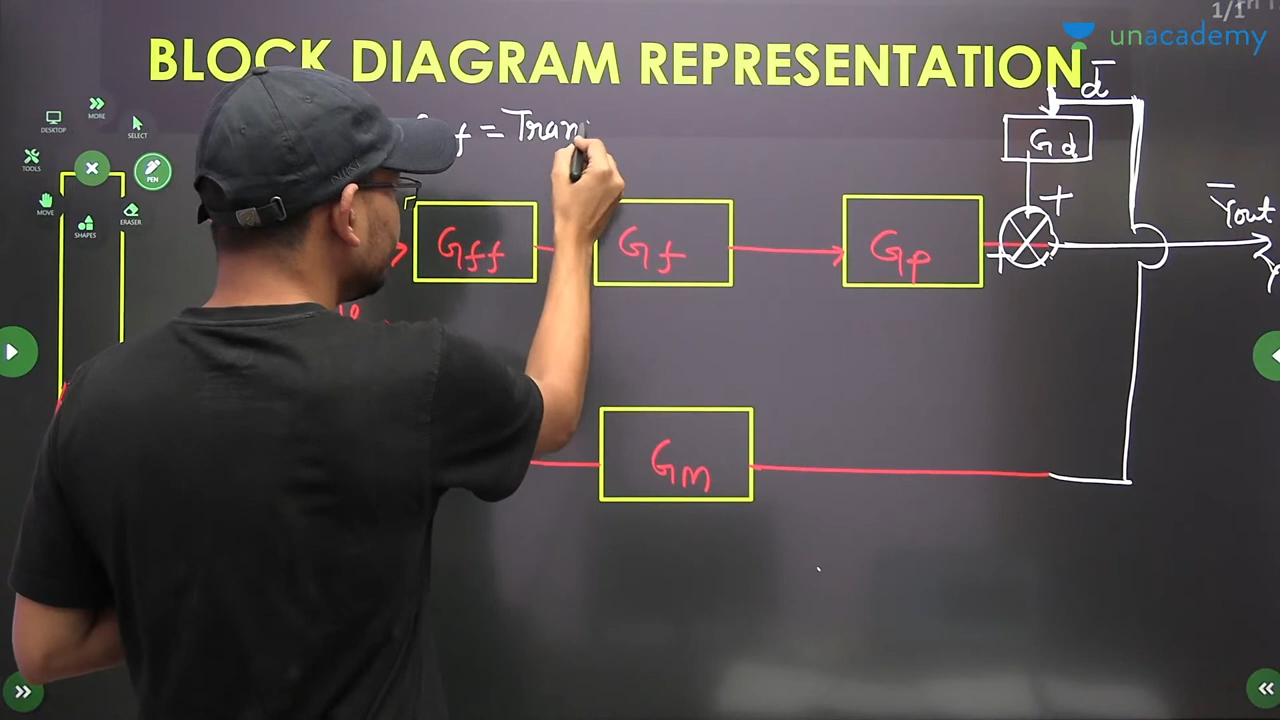 1/1
unacademy
BLOCK DIAGRAM REPRESENTATION
DESKTOP
MORE
SELECT
TOOLS
PEN
MOVE
SHAPES
ERASER
f = Tran
d̅
Gd
+
Gff
Gf
Gp
+
Y̅out
Gm